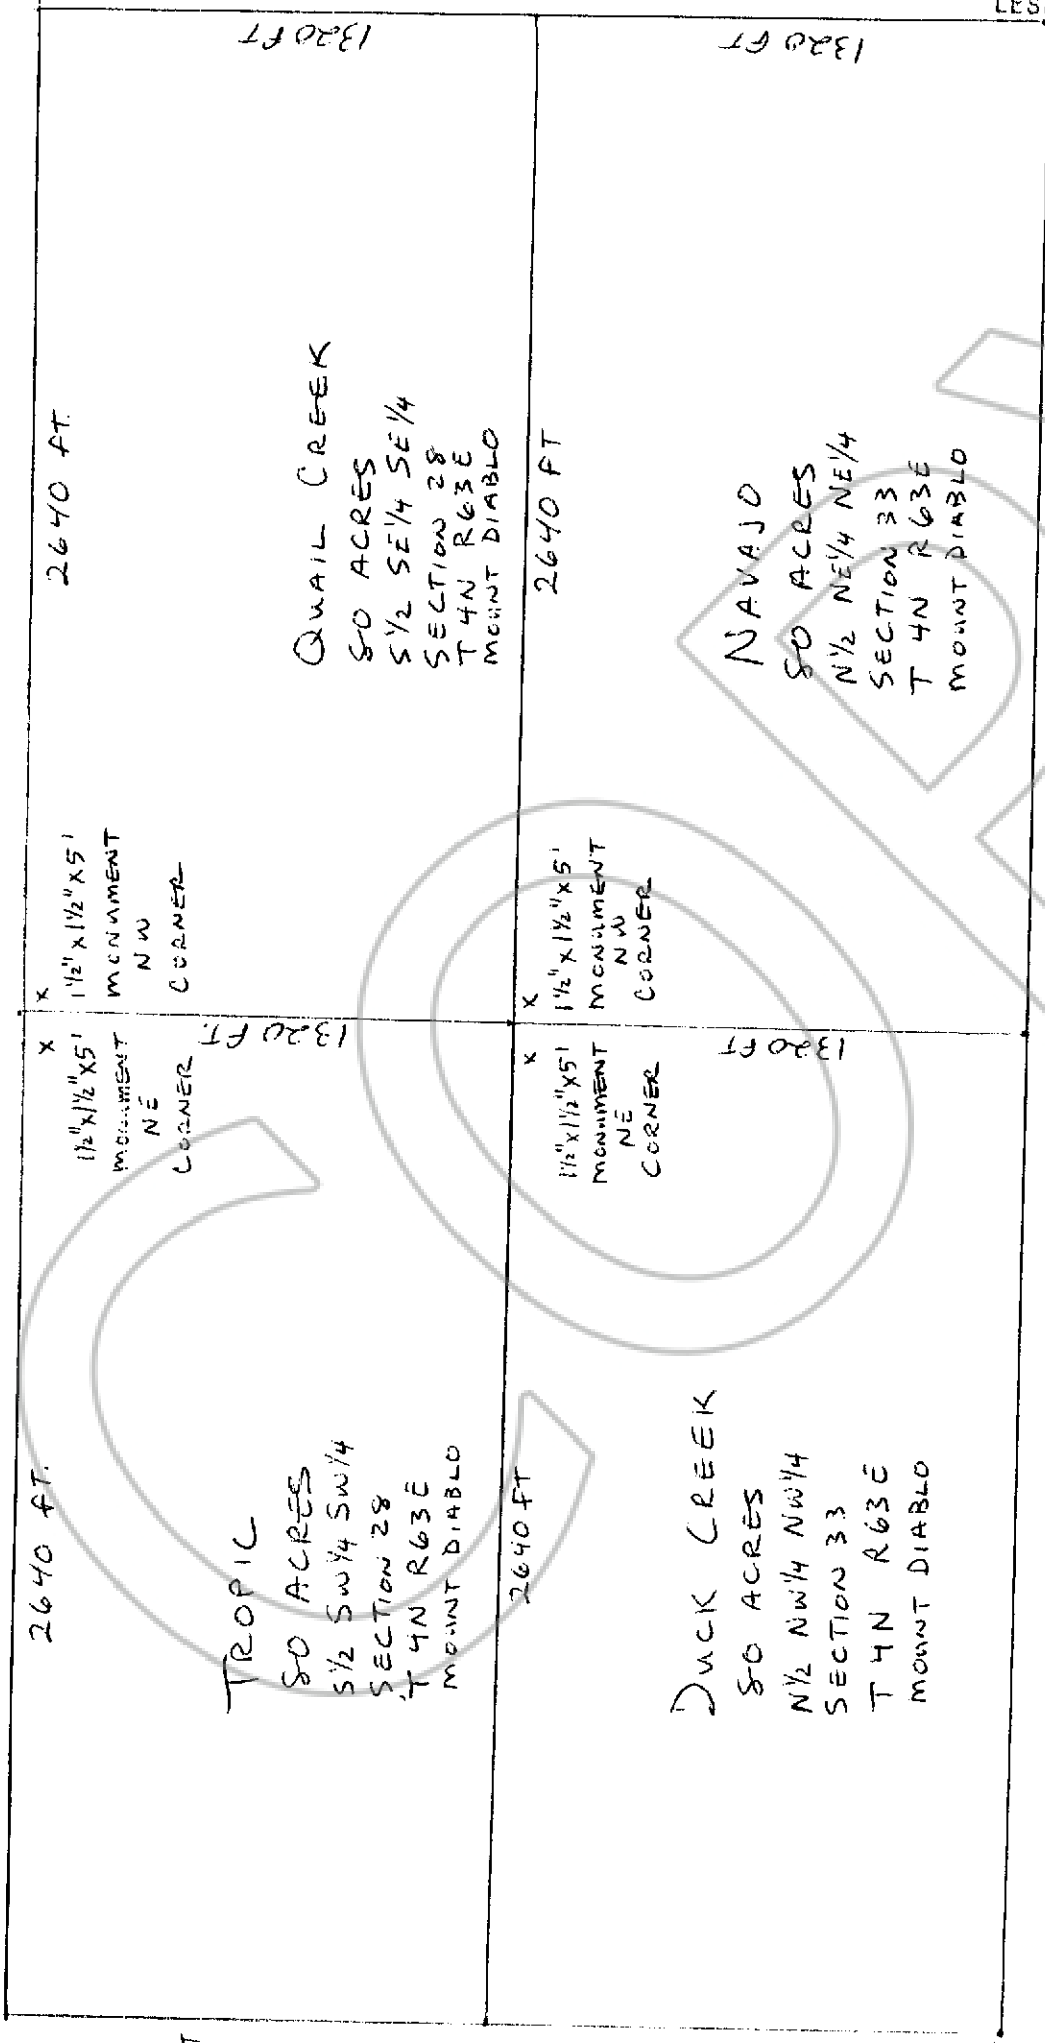 2640 FT.
TROPIC
80 ACRES
S½ SW¼ SW¼
SECTION 28
T 4N R63E
MOUNT DIABLO
x
1½"x1½"x5'
MONUMENT
NE
CORNER
1320 FT.
2640 FT.
x
1½"x1½"x5'
MONUMENT
NW
CORNER
QUAIL CREEK
80 ACRES
S½ SE¼ SE¼
SECTION 28
T 4N R63E
MOUNT DIABLO
1320 FT
2640 FT
DUCK CREEK
80 ACRES
N½ NW¼ NW¼
SECTION 33
T 4N R63E
MOUNT DIABLO
x
1½"x1½"x5'
MONUMENT
NE
CORNER
1320 FT
2640 FT
x
1½"x1½"x5'
MONUMENT
NW
CORNER
NAVAJO
80 ACRES
N½ NE¼ NE¼
SECTION 33
T 4N R63E
MOUNT DIABLO
1320 FT
LES
COP